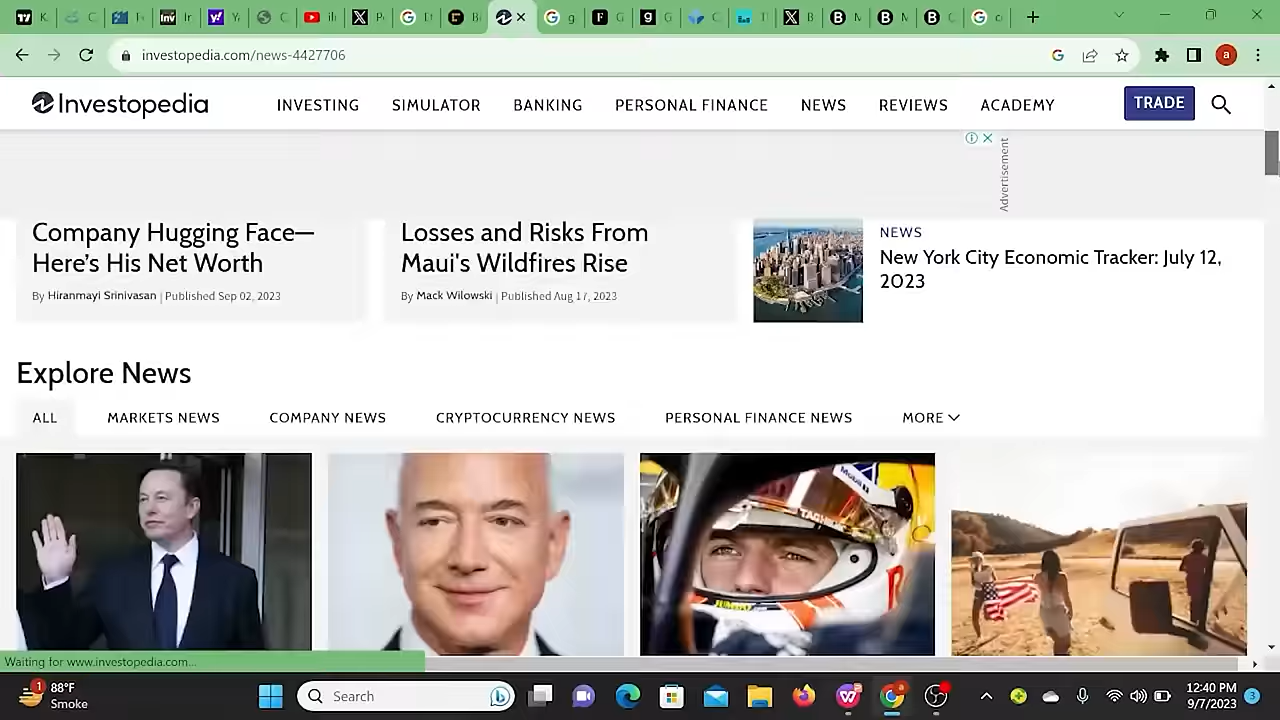 investopedia.com/news-4427706
Investopedia
INVESTING
SIMULATOR
BANKING
PERSONAL FINANCE
NEWS
REVIEWS
ACADEMY
TRADE
Advertisement
Company Hugging Face—
Here's His Net Worth
By Hiranmayi Srinivasan | Published Sep 02, 2023
Losses and Risks From
Maui's Wildfires Rise
By Mack Wilowski | Published Aug 17, 2023
NEWS
New York City Economic Tracker: July 12,
2023
Explore News
ALL
MARKETS NEWS
COMPANY NEWS
CRYPTOCURRENCY NEWS
PERSONAL FINANCE NEWS
MORE
Waiting for www.investopedia.com...
1
88°F
Smoke
Search
12:40 PM
9/7/2023
3